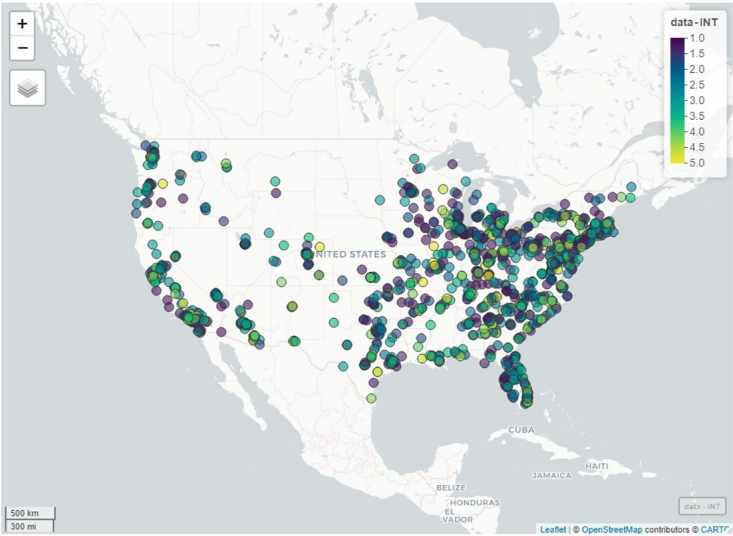 +
−
data - INT
1.0
1.5
2.0
2.5
3.0
3.5
4.0
4.5
5.0
NITED STATES
CUBA
HAITI
JAMAICA
BELIZE
HONDURAS
EL
VADOR
500 km
300 mi
data - INT
Leaflet | © OpenStreetMap contributors © CARTO